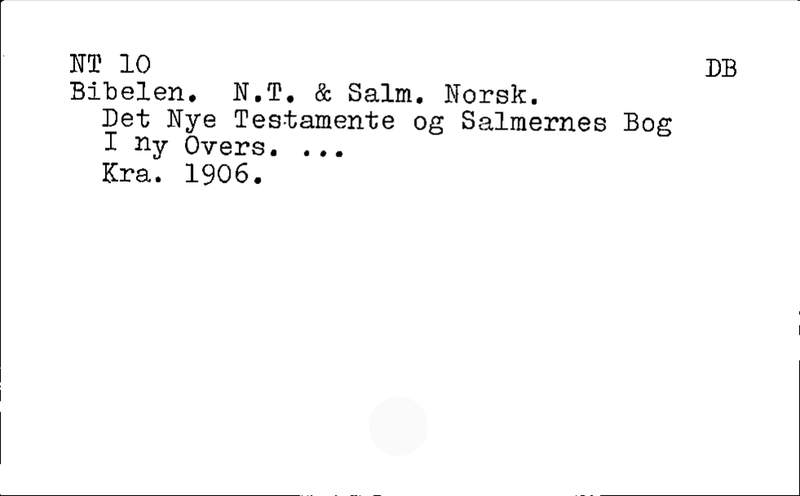 NT 10 DB
Bibelen. N.T. & Salm. Norsk.
Det Nye Testamente og Salmernes Bog
I ny Overs. ...
Kra. 1906.